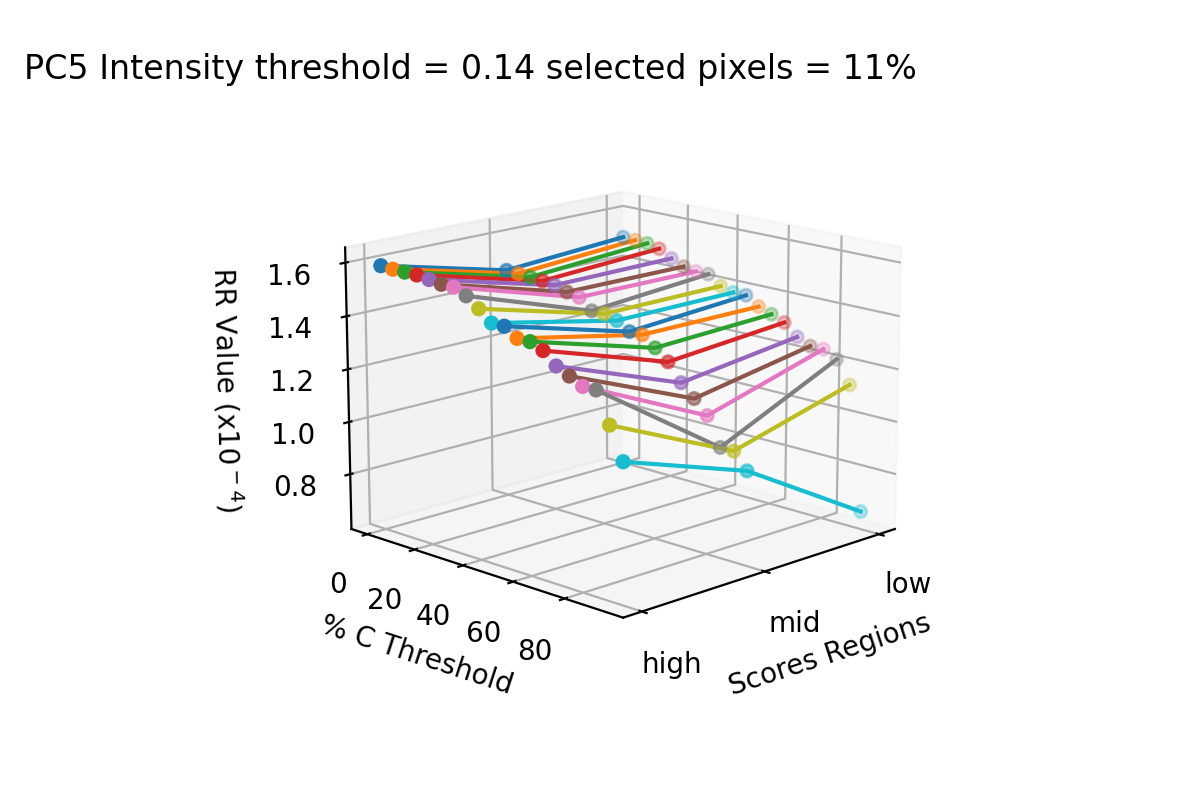 PC5 Intensity threshold = 0.14 selected pixels = 11%
1.6
1.4
1.2
1.0
0.8
RR Value (x10⁻⁴)
0
20
40
60
80
% C Threshold
high
mid
low
Scores Regions